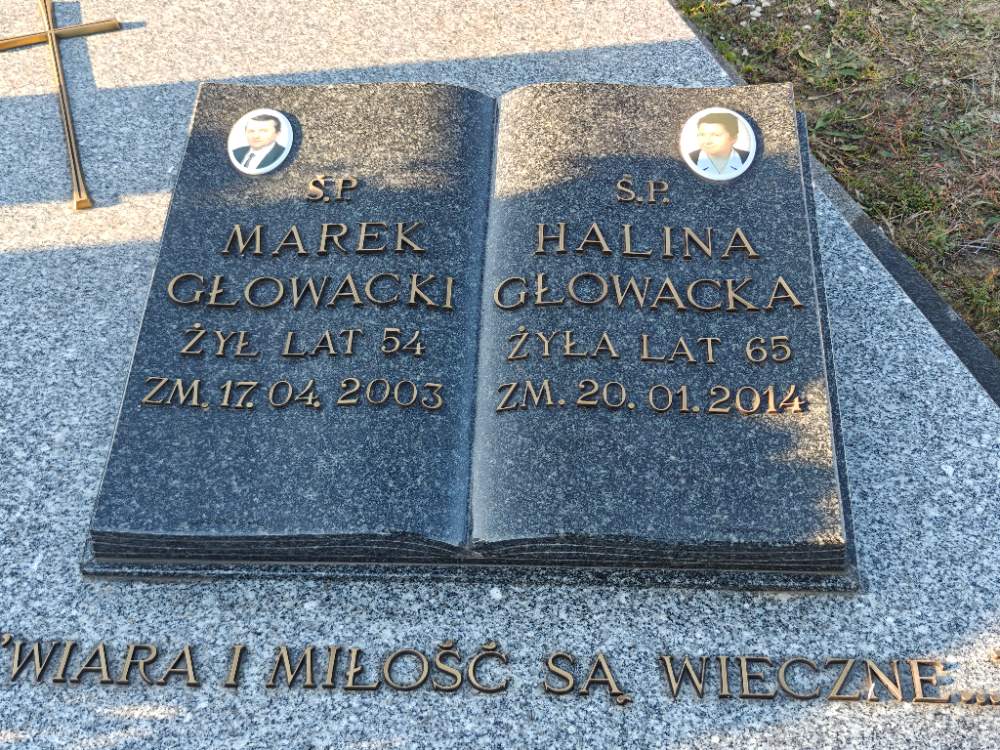 Ś.P
MAREK
GŁOWACKI
ŻYŁ LAT 54
ZM. 17.04.2003
Ś.P.
HALINA
GŁOWACKA
ŻYŁA LAT 65
ZM. 20.01.2014
"WIARA I MIŁOŚĆ SĄ WIECZNE...